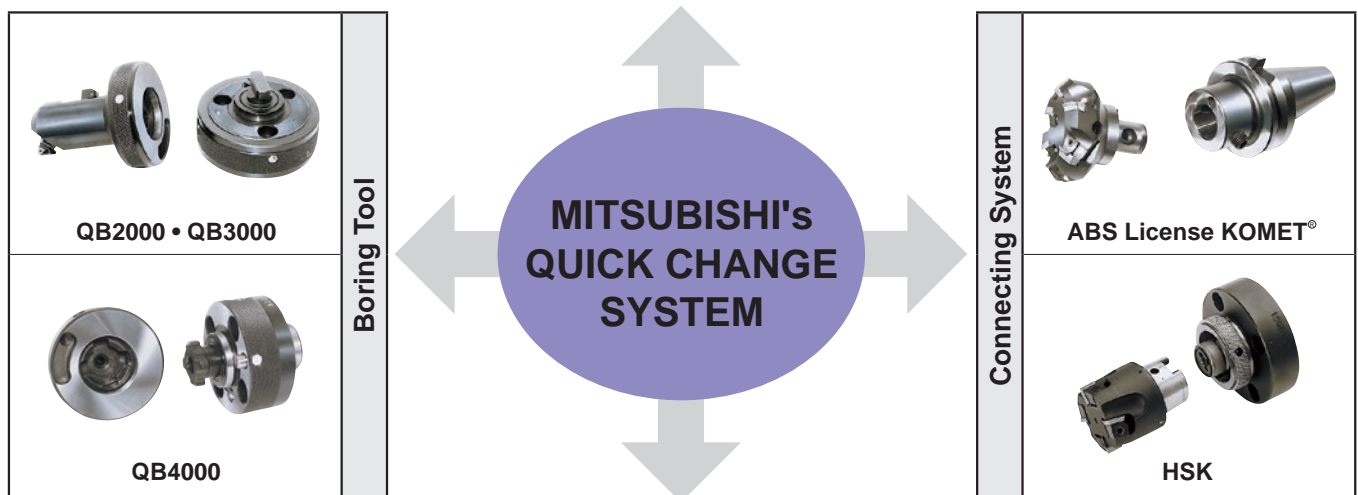 QB2000 • QB3000
QB4000
Boring Tool
MITSUBISHI's
QUICK CHANGE
SYSTEM
Connecting System
ABS License KOMET®
HSK